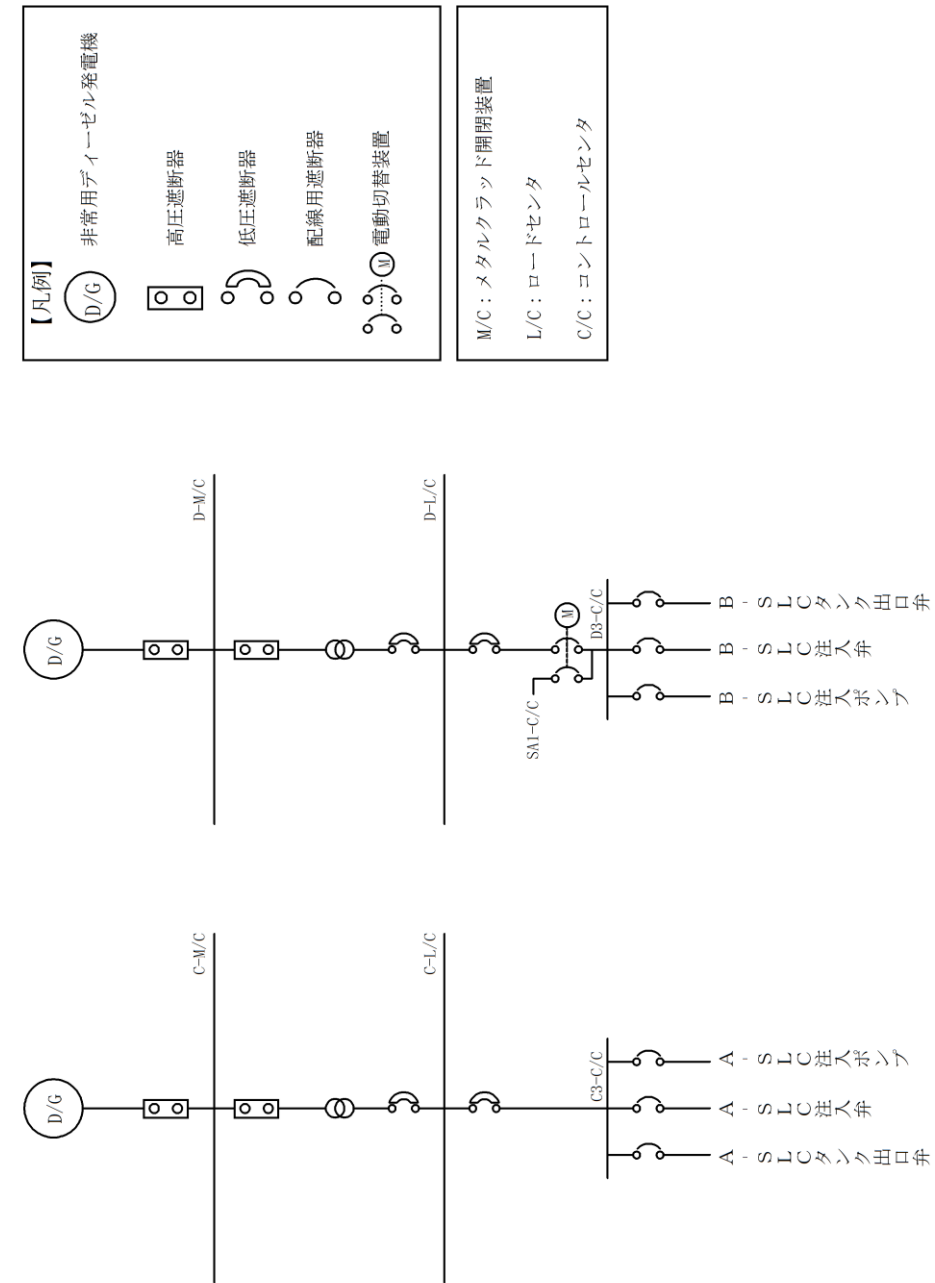 【凡例】
D/G
非常用ディーゼル発電機
高圧遮断器
低圧遮断器
配線用遮断器
M
電動切替装置
M/C：メタルクラッド開閉装置
L/C：ロードセンタ
C/C：コントロールセンタ
D/G
D-M/C
D-L/C
SA1-C/C
M
D3-C/C
B-SLC注入ポンプ
B-SLC注入弁
B-SLCタンク出口弁
D/G
C-M/C
C-L/C
C3-C/C
A-SLCタンク出口弁
A-SLC注入弁
A-SLC注入ポンプ